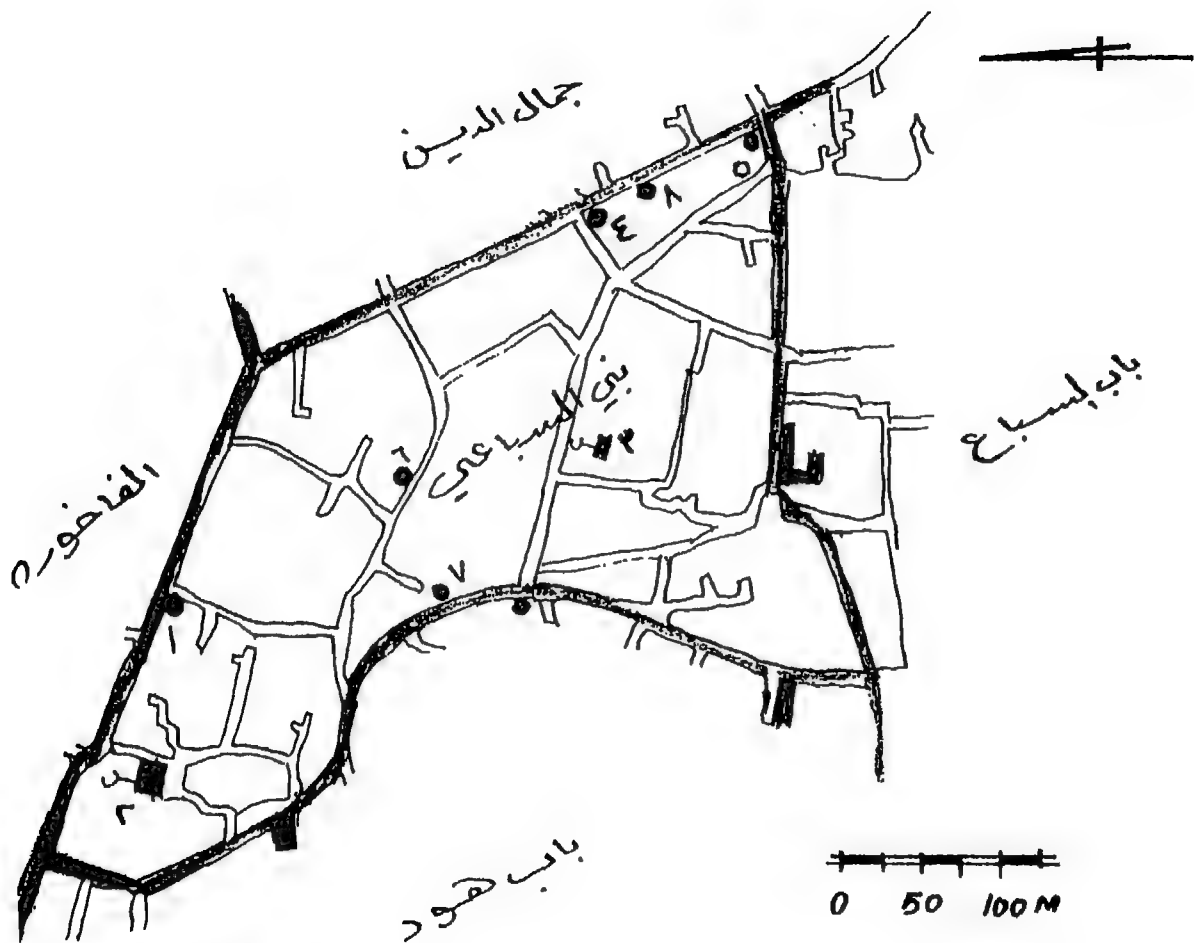 جمال الدين
٥
٨
٤
باب السباع
بني السباعي
٣
٦
الفاخوره
٧
١
٢
باب هود
0 50 100 M